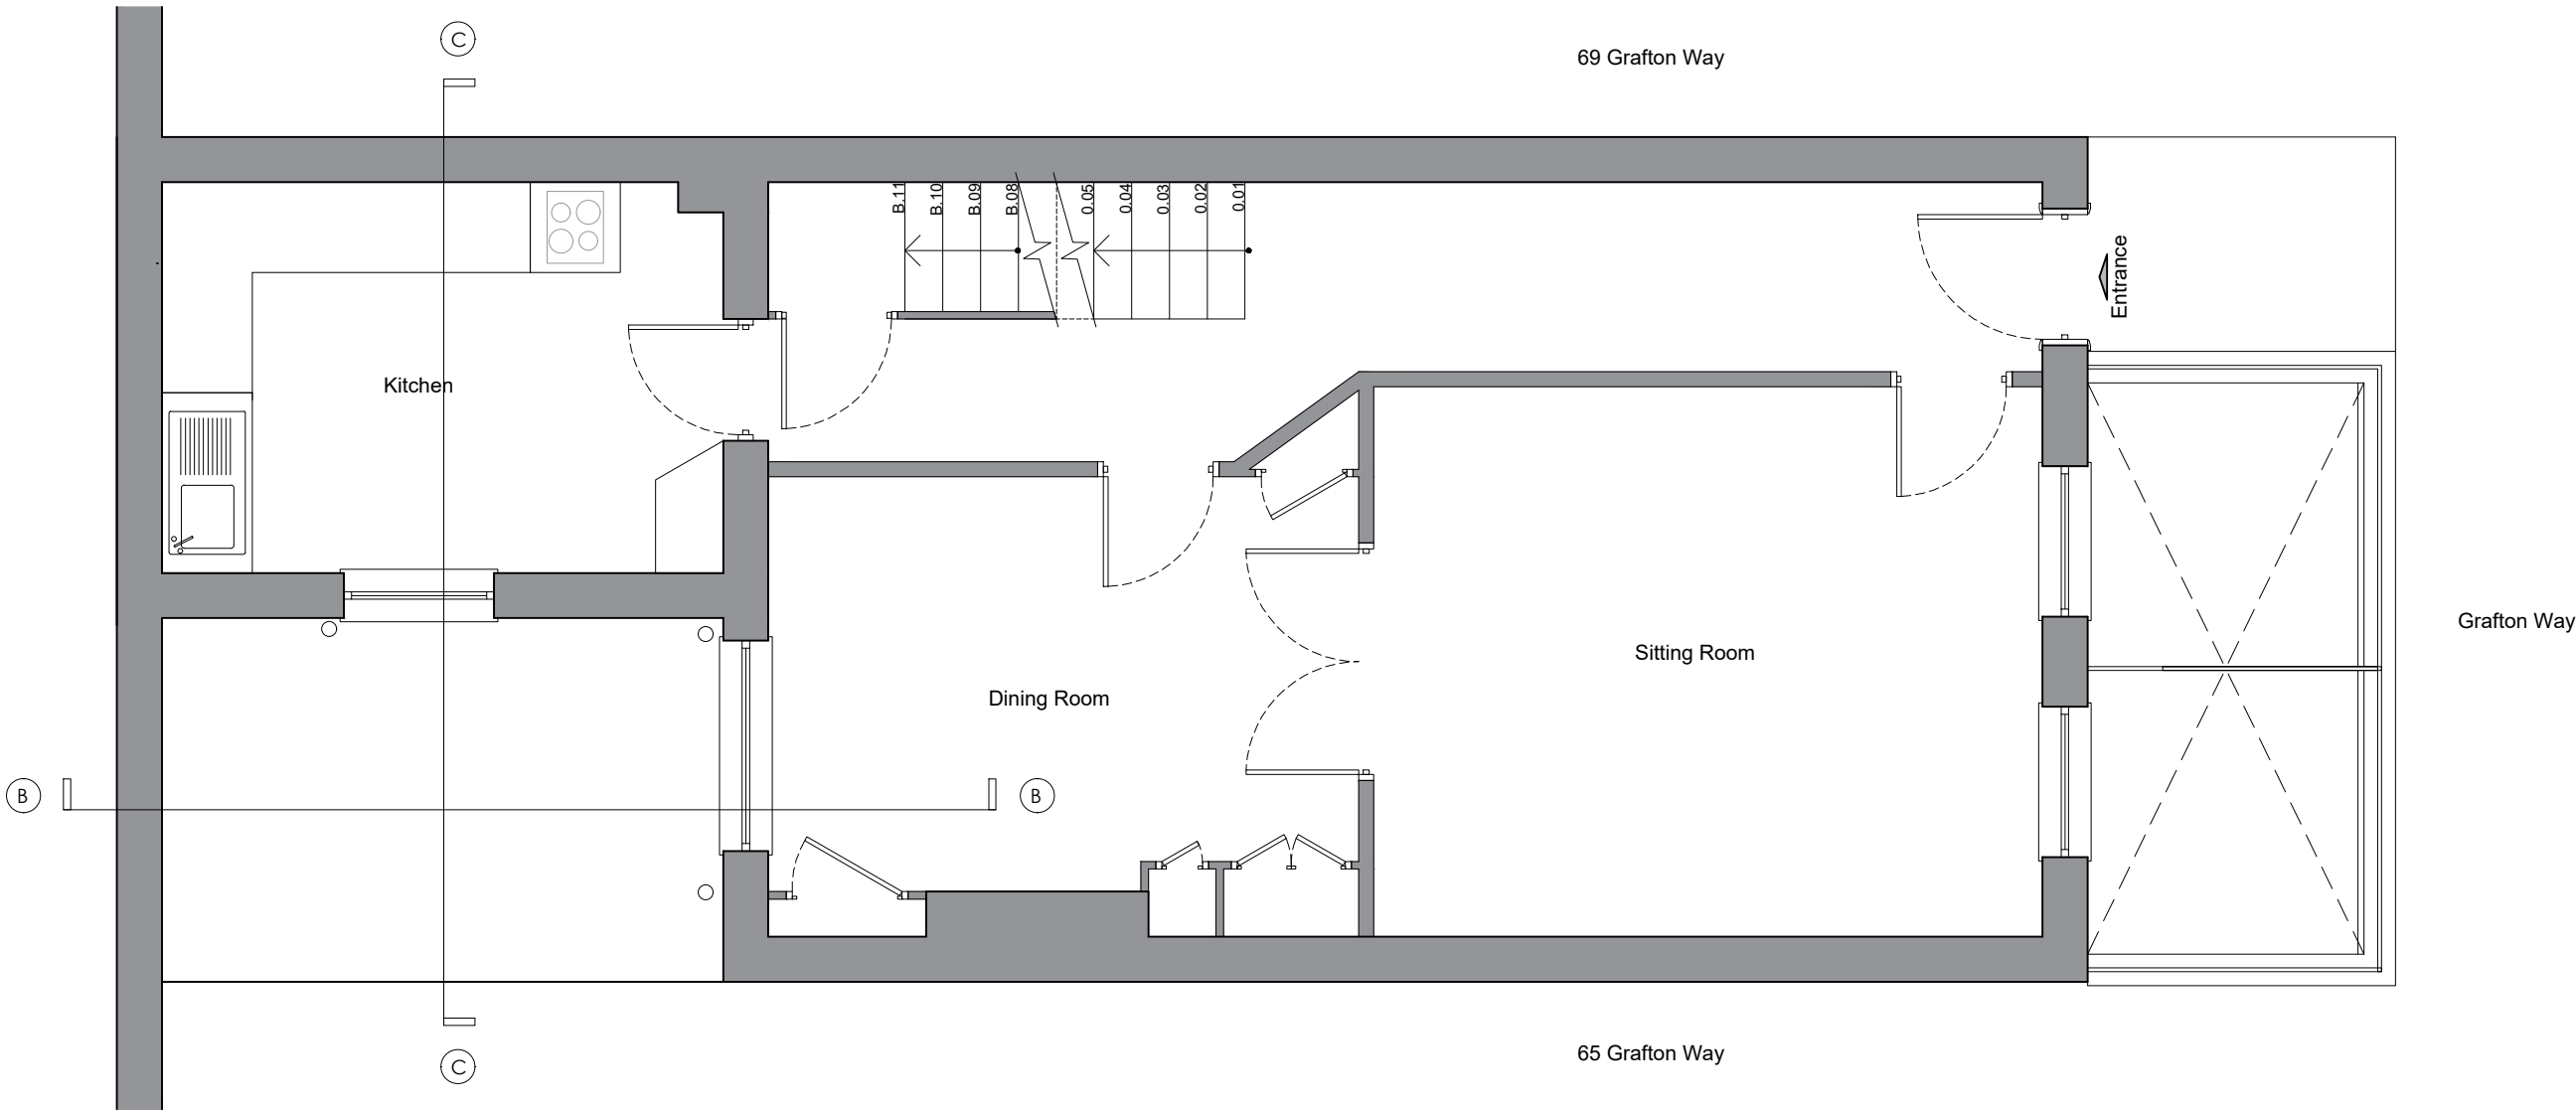 C
69 Grafton Way
B.11
B.10
B.09
B.08
0.05
0.04
0.03
0.02
0.01
Entrance
Kitchen
Grafton Way
Sitting Room
Dining Room
B
B
65 Grafton Way
C